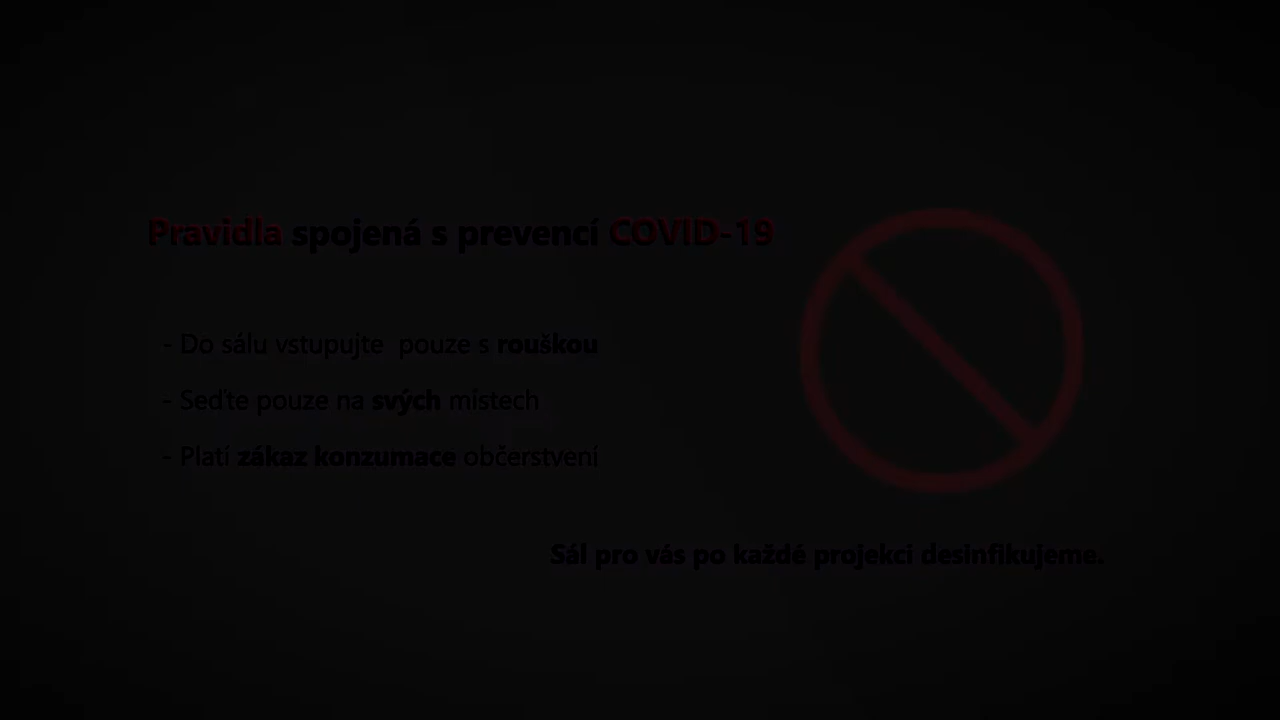 Pravidla spojená s prevencí COVID-19
- Do sálu vstupujte pouze s rouškou
- Seďte pouze na svých místech
- Platí zákaz konzumace občerstvení
Sál pro vás po každé projekci desinfikujeme.